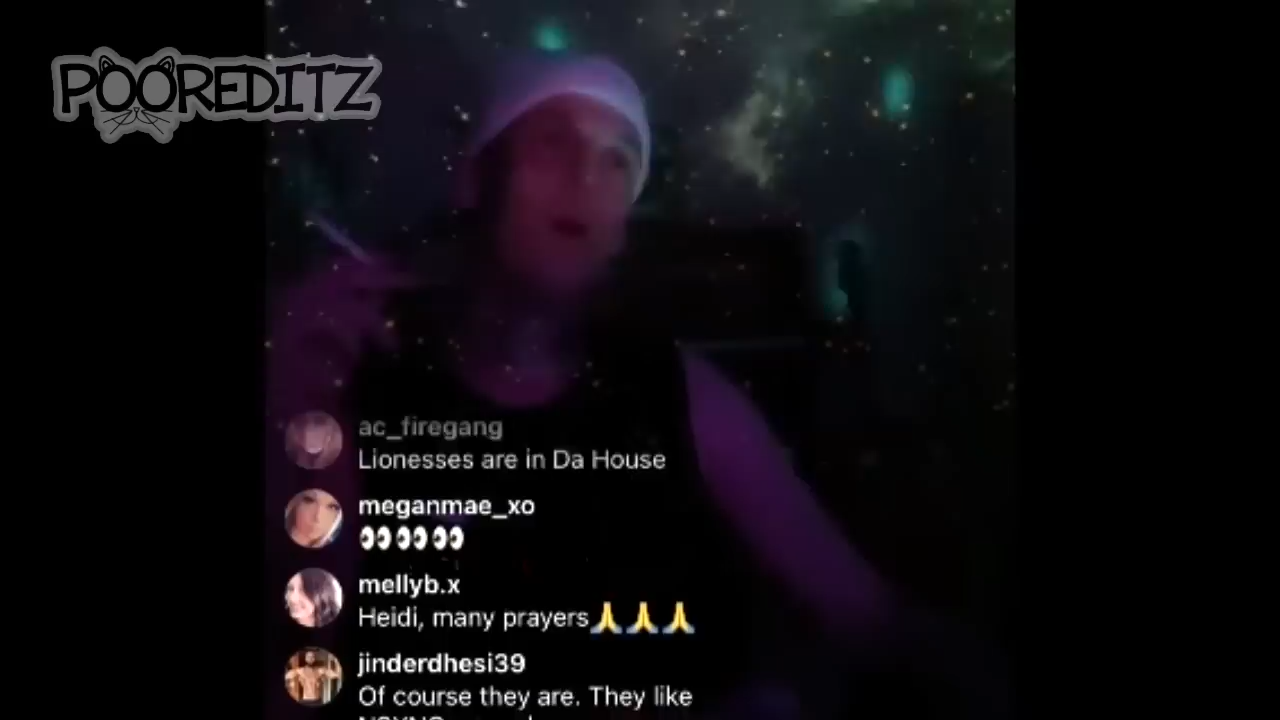 POOREDITZ
ac_firegang
Lionesses are in Da House
meganmae_xo
👀👀👀
mellyb.x
Heidi, many prayers🙏🙏🙏
jinderdhesi39
Of course they are. They like